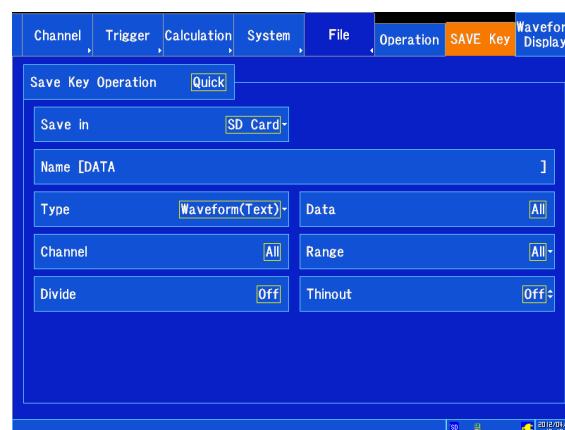 Channel Trigger Calculation System File Operation SAVE Key Wavefor
Display
Save Key Operation Quick
Save in SD Card
Name [DATA ]
Type Waveform(Text) Data All
Channel All Range All
Divide Off Thinout Off
SD